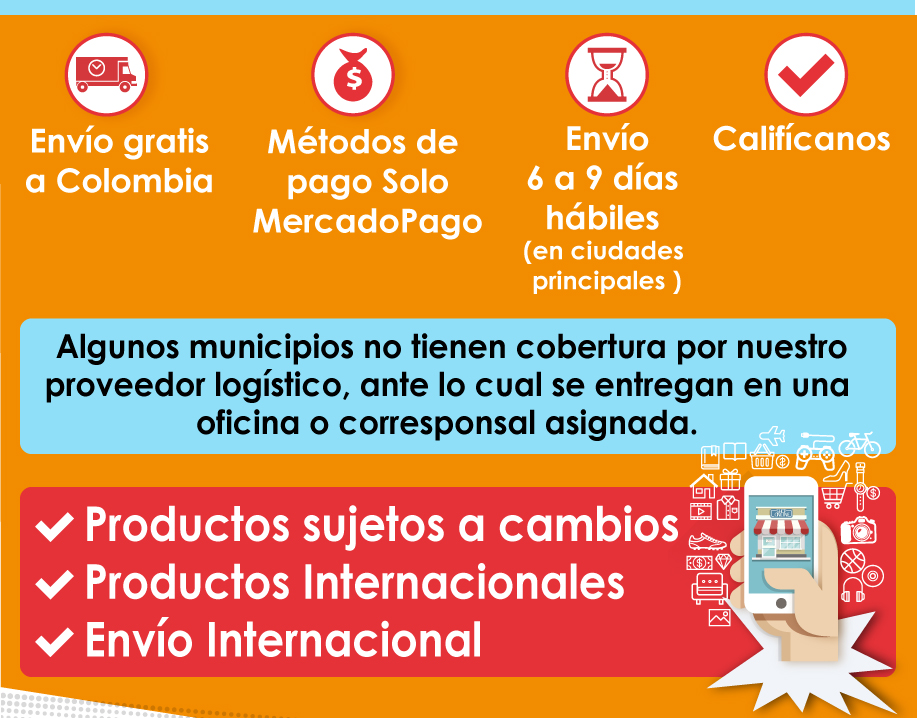 Envío gratis
a Colombia
Métodos de
pago Solo
MercadoPago
Envío
6 a 9 días
hábiles
(en ciudades
principales )
Califícanos
Algunos municipios no tienen cobertura por nuestro
proveedor logístico, ante lo cual se entregan en una
oficina o corresponsal asignada.
Productos sujetos a cambios
Productos Internacionales
Envío Internacional